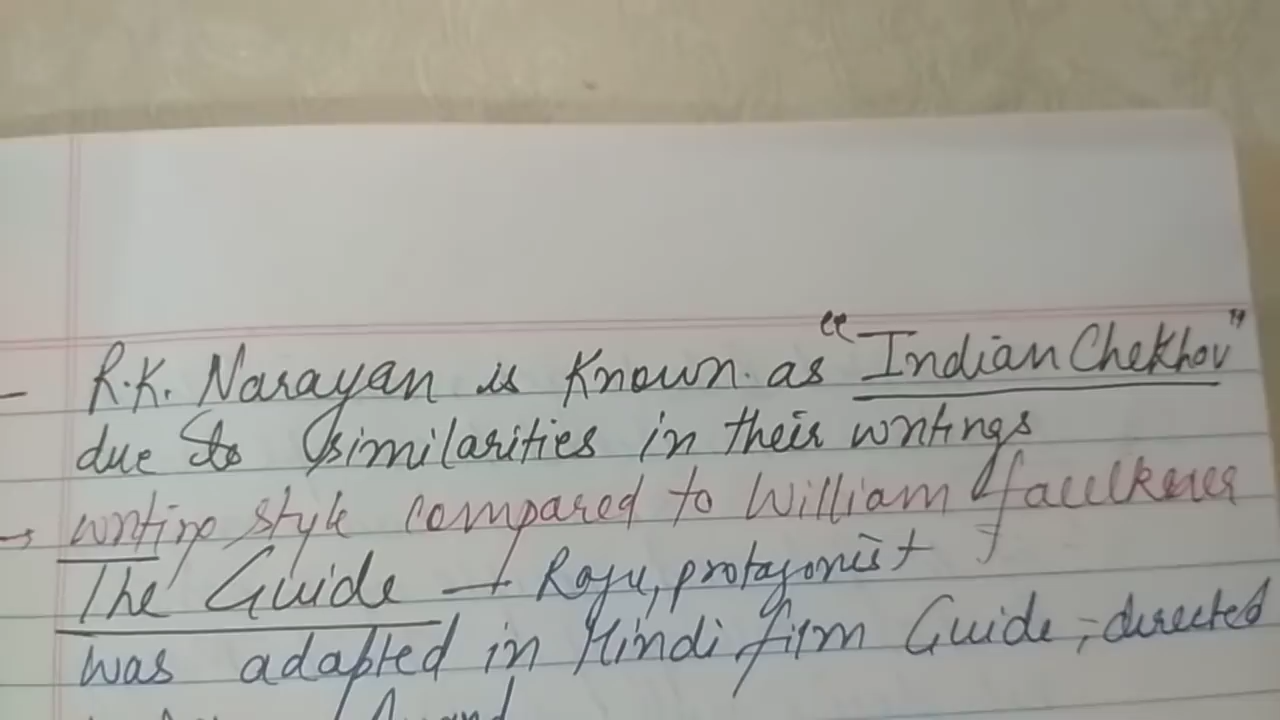 - R.K. Narayan is Known as "Indian Chekhov"
due to similarities in their writings
→ writing style compared to William faulkner
The Guide → Raju, protagonist
was adapted in Hindi film Guide, directed
Anand